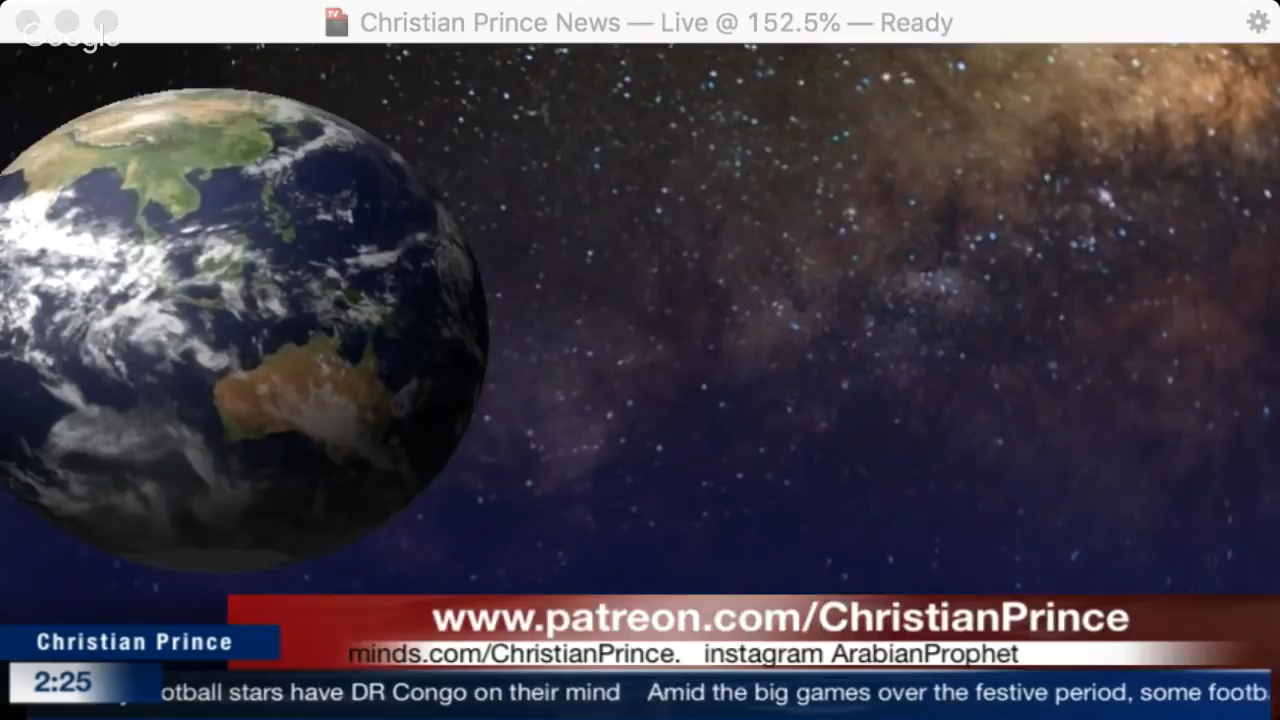 Christian Prince News — Live @ 152.5% — Ready
Google
www.patreon.com/ChristianPrince
Christian Prince
minds.com/ChristianPrince. instagram ArabianProphet
2:25
otball stars have DR Congo on their mind Amid the big games over the festive period, some footb